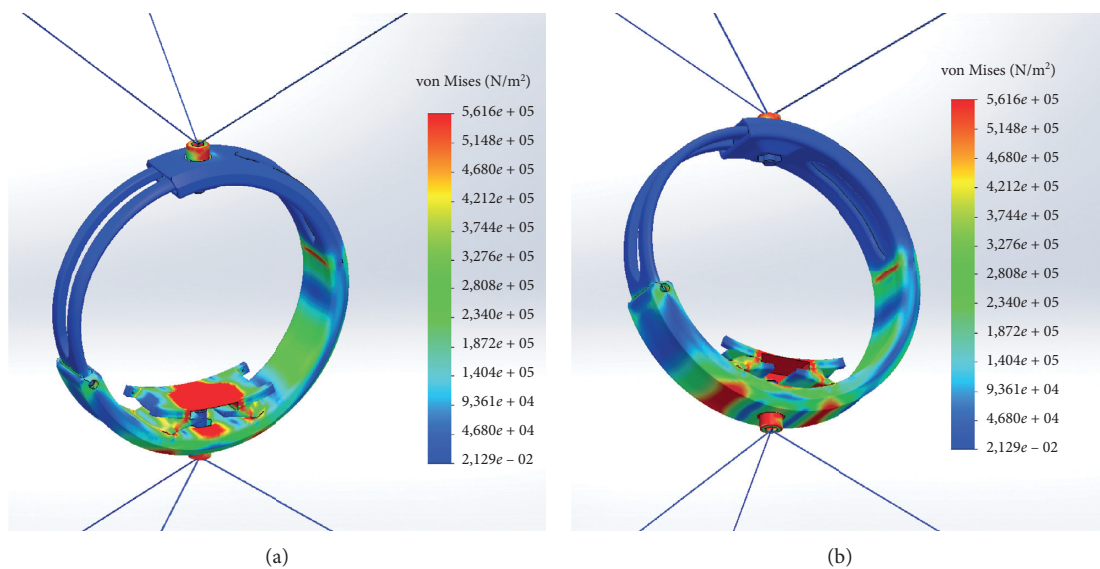 von Mises (N/m²)
5,616e + 05
5,148e + 05
4,680e + 05
4,212e + 05
3,744e + 05
3,276e + 05
2,808e + 05
2,340e + 05
1,872e + 05
1,404e + 05
9,361e + 04
4,680e + 04
2,129e – 02
(a)
von Mises (N/m²)
5,616e + 05
5,148e + 05
4,680e + 05
4,212e + 05
3,744e + 05
3,276e + 05
2,808e + 05
2,340e + 05
1,872e + 05
1,404e + 05
9,361e + 04
4,680e + 04
2,129e – 02
(b)